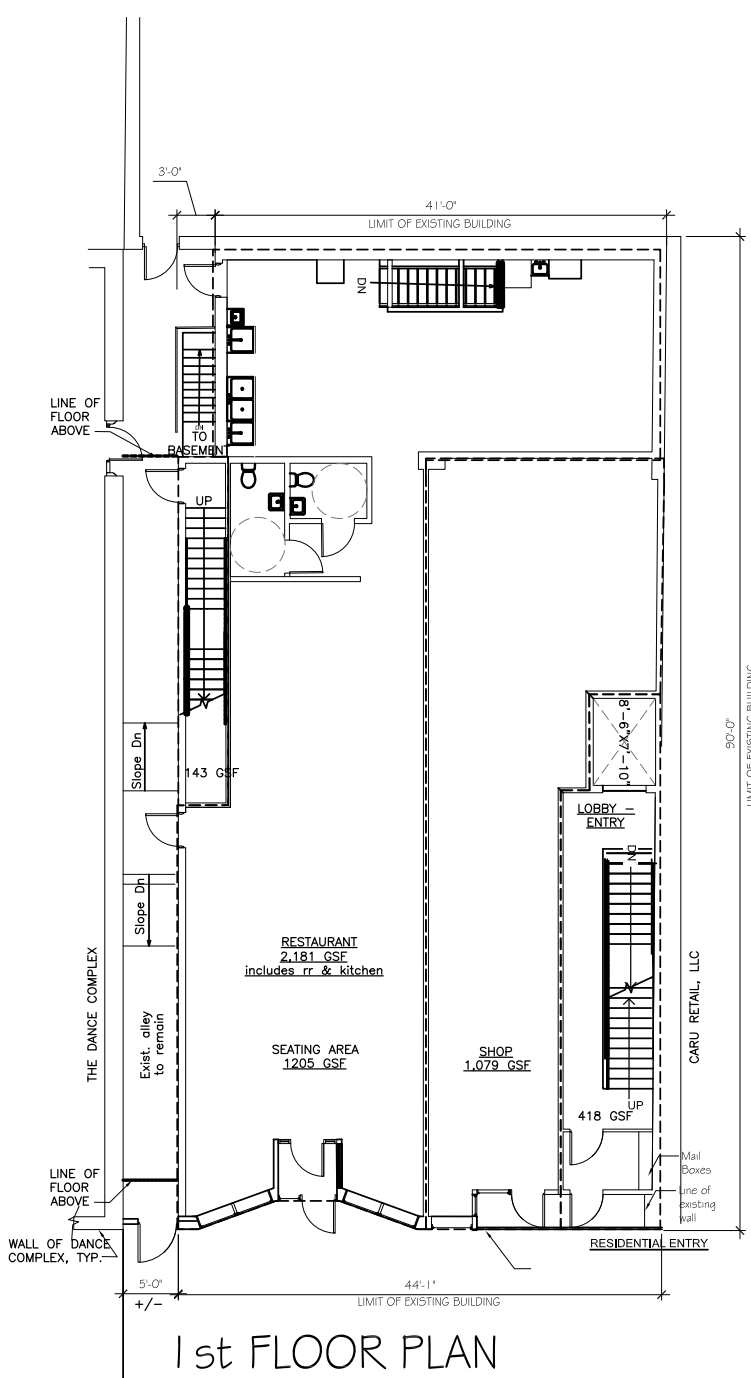 3'-0"
41'-0"
LIMIT OF EXISTING BUILDING
DN
LINE OF
FLOOR
ABOVE
DN
TO
BASEMENT
UP
8'-6"X7'-10"
90'-0"
LIMIT OF EXISTING BUILDING
Slope Dn
143 GSF
LOBBY –
ENTRY
DN
Slope Dn
RESTAURANT
2,181 GSF
includes rr & kitchen
THE DANCE COMPLEX
Exist. alley
to remain
CARU RETAIL, LLC
SEATING AREA
1205 GSF
SHOP
1,079 GSF
UP
418 GSF
Mail
Boxes
LINE OF
FLOOR
ABOVE
Line of
existing
wall
WALL OF DANCE
COMPLEX, TYP.
RESIDENTIAL ENTRY
5'-0"
+/-
44'-1"
LIMIT OF EXISTING BUILDING
1st FLOOR PLAN